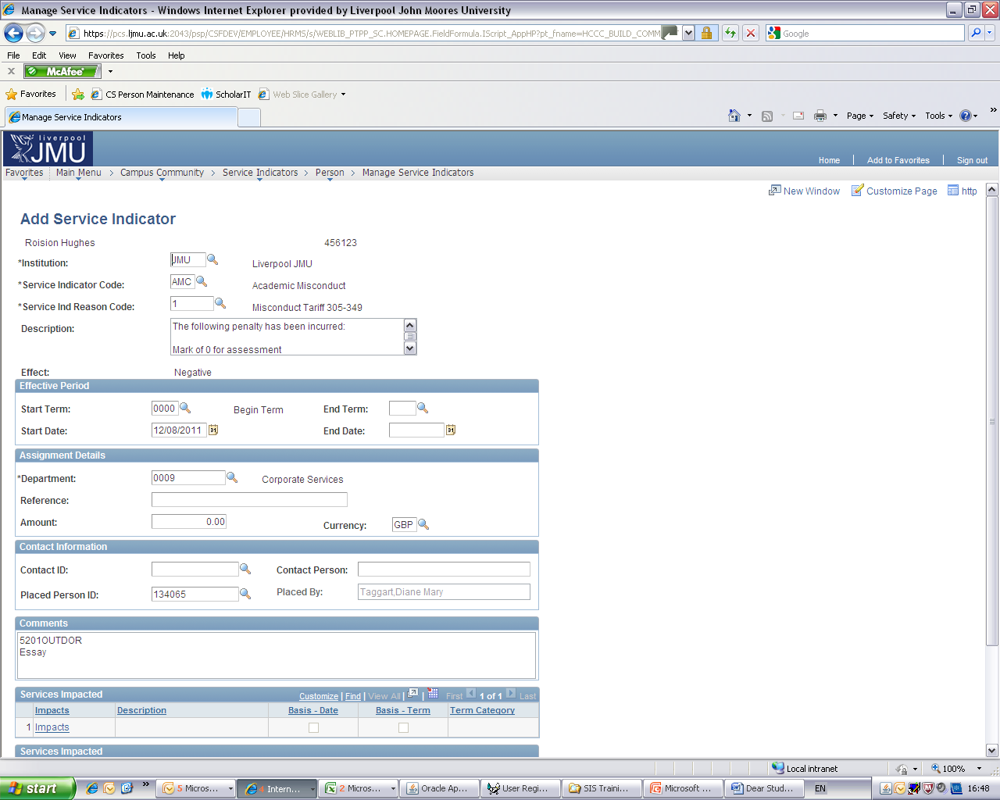 Manage Service Indicators - Windows Internet Explorer provided by Liverpool John Moores University
https://pcs.ljmu.ac.uk:2043/psp/CSFDEV/EMPLOYEE/HRMS/s/WEBLIB_PTPP_SC.HOMEPAGE.FieldFormula.IScript_AppHP?pt_fname=HCCC_BUILD_COMM
Google
File Edit View Favorites Tools Help
X McAfee
Favorites CS Person Maintenance ScholarIT Web Slice Gallery
Manage Service Indicators
Page Safety Tools »
liverpool
JMU
Home Add to Favorites Sign out
Favorites Main Menu > Campus Community > Service Indicators > Person > Manage Service Indicators
New Window Customize Page http
Add Service Indicator
Roision Hughes 456123
*Institution: JMU Liverpool JMU
*Service Indicator Code: AMC Academic Misconduct
*Service Ind Reason Code: 1 Misconduct Tariff 305-349
Description: The following penalty has been incurred:
Mark of 0 for assessment
Effect: Negative
Effective Period
Start Term: 0000 Begin Term End Term:
Start Date: 12/08/2011 31 End Date: 31
Assignment Details
*Department: 0009 Corporate Services
Reference:
Amount: 0.00 Currency: GBP
Contact Information
Contact ID: Contact Person:
Placed Person ID: 134065 Placed By: Taggart,Diane Mary
Comments
5201OUTDOR
Essay
Services Impacted Customize | Find | View All | | First 1 of 1 Last
Impacts Description Basis - Date Basis - Term Term Category
1 Impacts
Services Impacted
Local intranet 100%
start » 5 Micros... 4 Intern... 2 Micros... Oracle Ap... User Regi... SIS Traini... Microsoft ... Dear Stud... EN 16:48